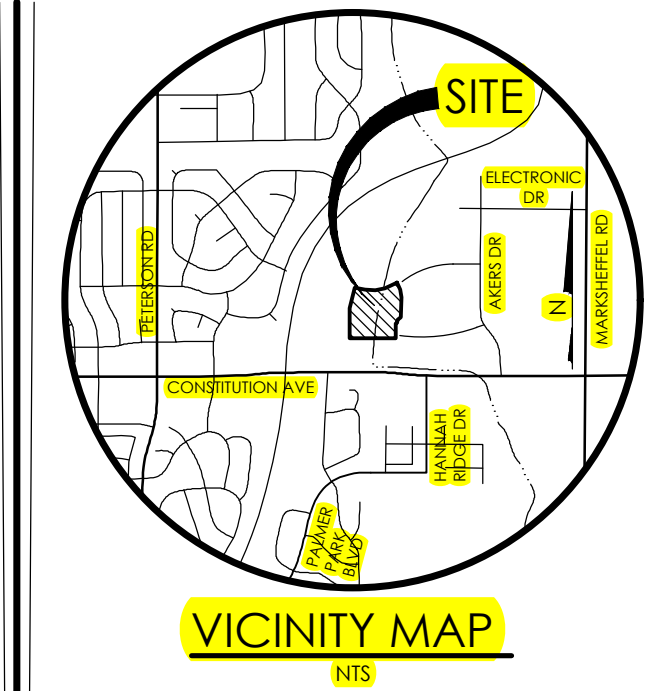 SITE
ELECTRONIC
DR
PETERSON RD
AKERS DR
MARKSHEFFEL RD
N
CONSTITUTION AVE
HANNAH
RIDGE DR
PALMER
PARK
BLVD
VICINITY MAP
NTS